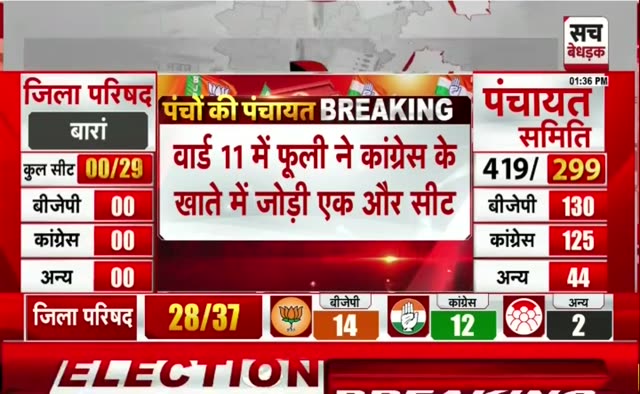 सच
बेधड़क
01:36 PM
जिला परिषद
बारां
कुल सीट 00/29
बीजेपी 00
कांग्रेस 00
अन्य 00
पंचों की पंचायत BREAKING
वार्ड 11 में फूली ने कांग्रेस के
खाते में जोड़ी एक और सीट
पंचायत
समिति
419/ 299
बीजेपी 130
कांग्रेस 125
अन्य 44
जिला परिषद 28/37 बीजेपी 14 कांग्रेस 12 अन्य 2
ELECTION
BREAKING